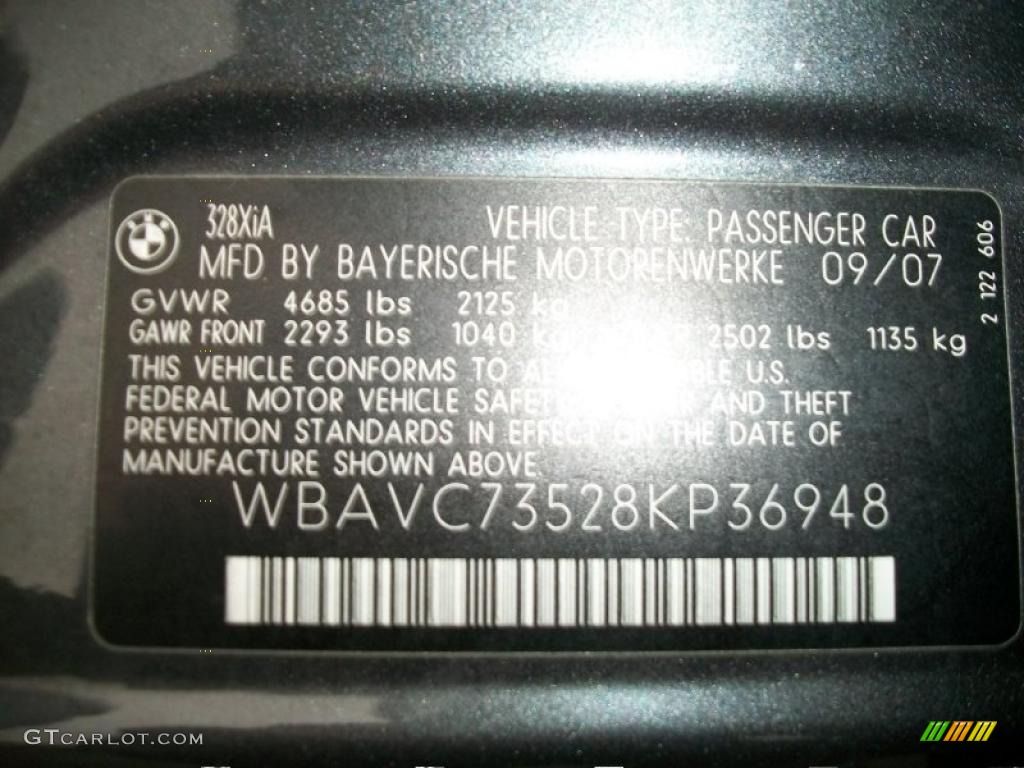 328XiA VEHICLE TYPE: PASSENGER CAR
MFD. BY BAYERISCHE MOTORENWERKE 09/07
GVWR 4685 lbs 2125 kg
GAWR FRONT 2293 lbs 1040 kg 2502 lbs 1135 kg
THIS VEHICLE CONFORMS TO U.S.
FEDERAL MOTOR VEHICLE SAFETY AND THEFT
PREVENTION STANDARDS IN EFFECT ON THE DATE OF
MANUFACTURE SHOWN ABOVE.
WBAVC73528KP36948
2 122 606
GTCARLOT.COM